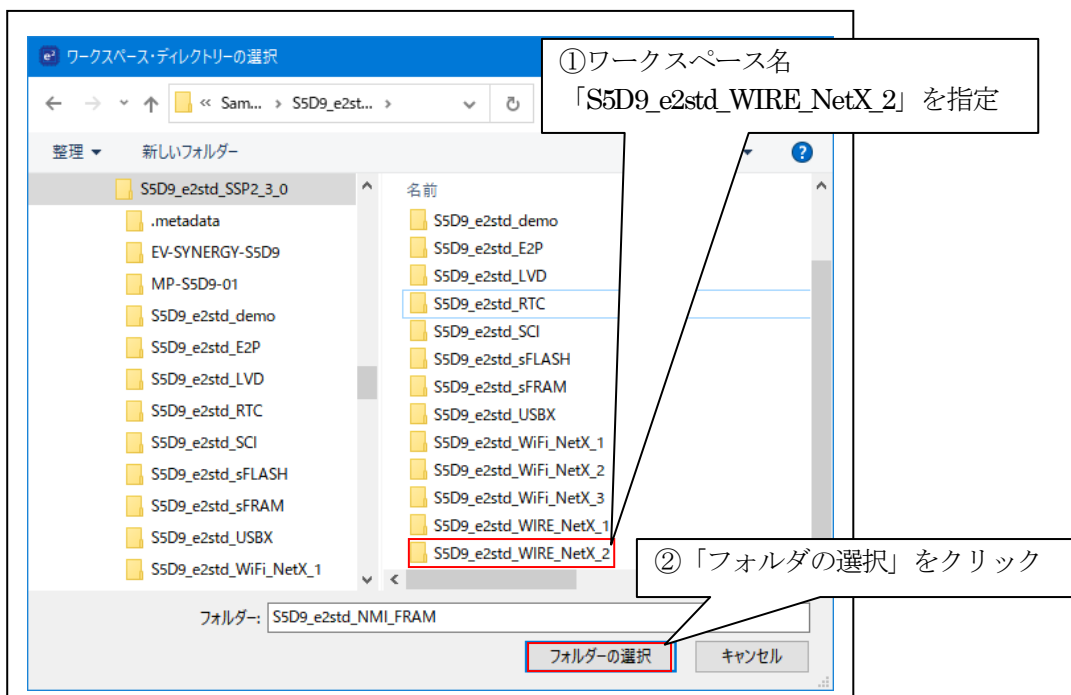 ワークスペース・ディレクトリーの選択
①ワークスペース名
「S5D9_e2std_WIRE_NetX_2」を指定
« Sam... › S5D9_e2st... ›
整理 新しいフォルダー
S5D9_e2std_SSP2_3_0
.metadata
EV-SYNERGY-S5D9
MP-S5D9-01
S5D9_e2std_demo
S5D9_e2std_E2P
S5D9_e2std_LVD
S5D9_e2std_RTC
S5D9_e2std_SCI
S5D9_e2std_sFLASH
S5D9_e2std_sFRAM
S5D9_e2std_USBX
S5D9_e2std_WiFi_NetX_1
名前
S5D9_e2std_demo
S5D9_e2std_E2P
S5D9_e2std_LVD
S5D9_e2std_RTC
S5D9_e2std_SCI
S5D9_e2std_sFLASH
S5D9_e2std_sFRAM
S5D9_e2std_USBX
S5D9_e2std_WiFi_NetX_1
S5D9_e2std_WiFi_NetX_2
S5D9_e2std_WiFi_NetX_3
S5D9_e2std_WIRE_NetX_1
S5D9_e2std_WIRE_NetX_2
②「フォルダの選択」をクリック
フォルダー: S5D9_e2std_NMI_FRAM
フォルダーの選択 キャンセル